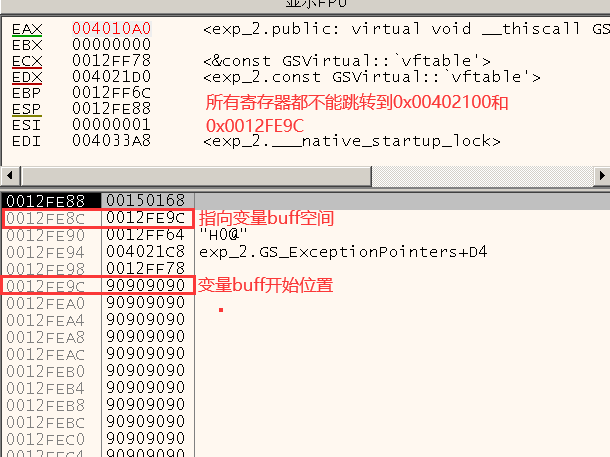 显示FPU
EAX 004010A0 <exp_2.public: virtual void __thiscall GS
EBX 00000000
ECX 0012FF78 <&const GSVirtual::`vftable'>
EDX 004021D0 <exp_2.const GSVirtual::`vftable'>
EBP 0012FF6C
ESP 0012FE88
ESI 00000001
EDI 004033A8 <exp_2.___native_startup_lock>
所有寄存器都不能跳转到0x00402100和
0x0012FE9C
0012FE88 00150168
0012FE8C 0012FE9C 指向变量buff空间
0012FE90 0012FF64 "H0@"
0012FE94 004021C8 exp_2.GS_ExceptionPointers+D4
0012FE98 0012FF78
0012FE9C 90909090 变量buff开始位置
0012FEA0 90909090
0012FEA4 90909090
0012FEA8 90909090
0012FEAC 90909090
0012FEB0 90909090
0012FEB4 90909090
0012FEB8 90909090
0012FEBC 90909090
0012FEC0 90909090
0012FEC4 90909090